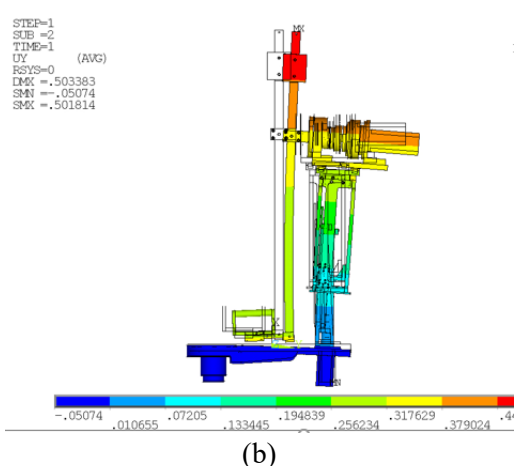 STEP=1
SUB =2
TIME=1
UY (AVG)
RSYS=0
DMX =.503383
SMN =-.05074
SMX =.501814
MX
X
-.05074 .07205 .194839 .317629 .44
.010655 .133445 .256234 .379024
(b)